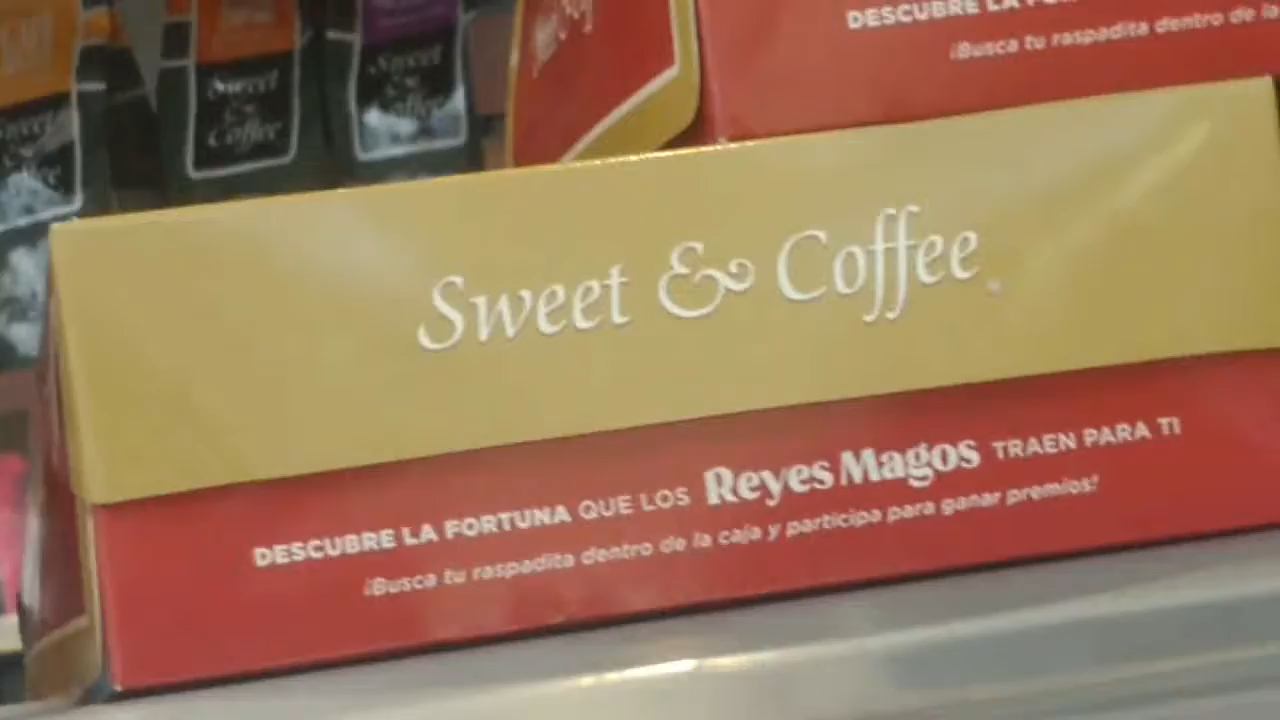 Sweet
&
Coffee
Sweet
&
Coffee
DESCUBRE LA
¡Busca tu raspadita dentro de la
Sweet & Coffee
DESCUBRE LA FORTUNA QUE LOS Reyes Magos TRAEN PARA TI
¡Busca tu raspadita dentro de la caja y participa para ganar premios!